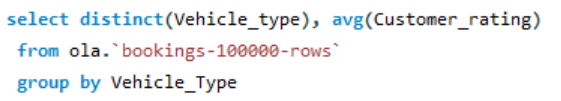 select distinct(Vehicle_type), avg(Customer_rating)
from ola.`bookings-100000-rows`
group by Vehicle_Type